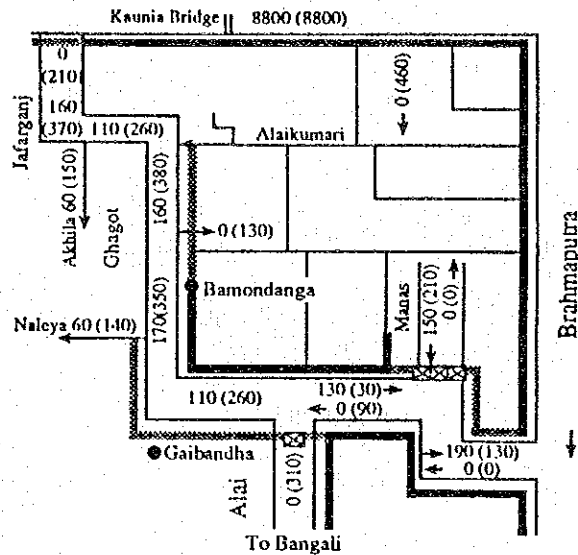 Kaunia Bridge
8800 (8800)
0
(210)
160
(370)
110 (260)
0 (460)
Jafarganj
Alaikumari
Akhila 60 (150)
Ghagot
160 (380)
0 (130)
Brahmaputra
Bamondanga
Manas
150 (210)
0 (0)
170(350)
Naleya 60 (140)
110 (260)
130 (30)
0 (90)
190 (130)
0 (0)
Gaibandha
Alai
0 (310)
To Bangali